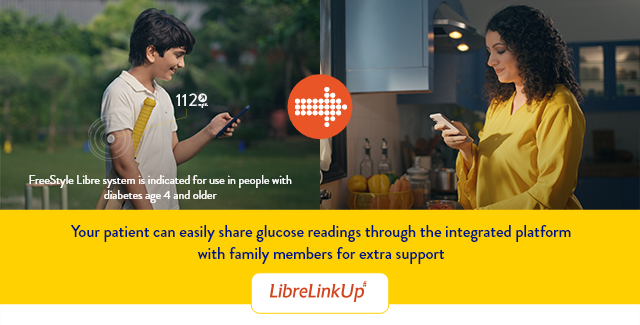 112
FreeStyle Libre system is indicated for use in people with
diabetes age 4 and older
Your patient can easily share glucose readings through the integrated platform
with family members for extra support
LibreLinkUp